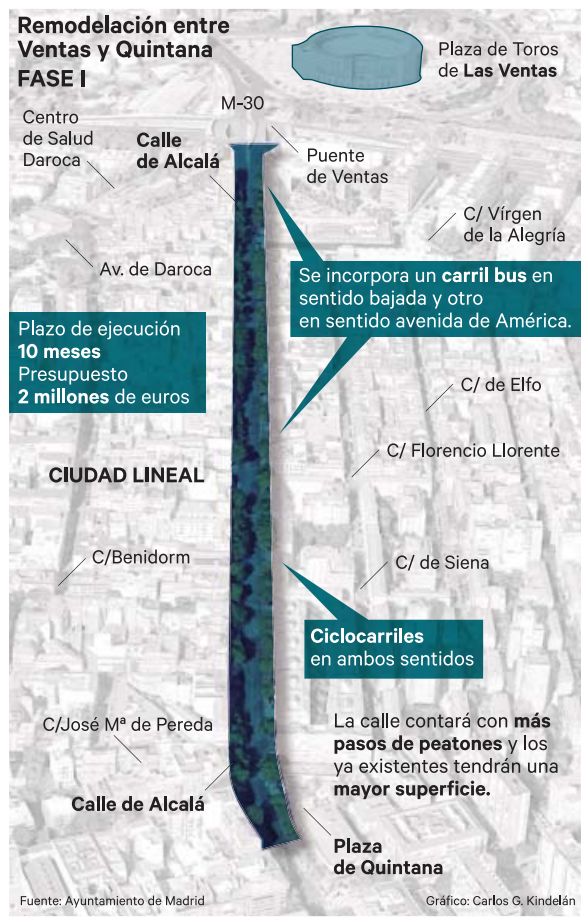 Remodelación entre
Ventas y Quintana
FASE I
Plaza de Toros
de Las Ventas
M-30
Centro
de Salud
Daroca
Calle
de Alcalá
Puente
de Ventas
C/ Vírgen
de la Alegría
Av. de Daroca
Se incorpora un carril bus en
sentido bajada y otro
en sentido avenida de América.
Plazo de ejecución
10 meses
Presupuesto
2 millones de euros
C/ de Elfo
C/ Florencio Llorente
CIUDAD LINEAL
C/Benidorm
C/ de Siena
Ciclocarriles
en ambos sentidos
C/José Mª de Pereda
La calle contará con más
pasos de peatones y los
ya existentes tendrán una
mayor superficie.
Calle de Alcalá
Plaza
de Quintana
Fuente: Ayuntamiento de Madrid
Gráfico: Carlos G. Kindelán